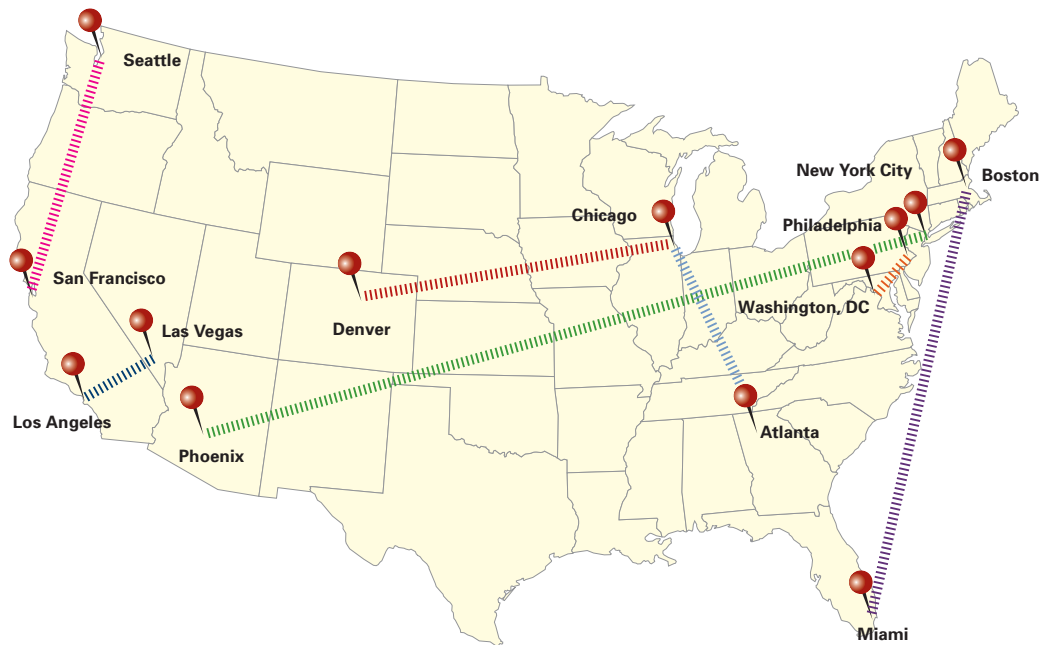 Seattle
New York City
Boston
Chicago
Philadelphia
San Francisco
Washington, DC
Las Vegas
Denver
Los Angeles
Atlanta
Phoenix
Miami